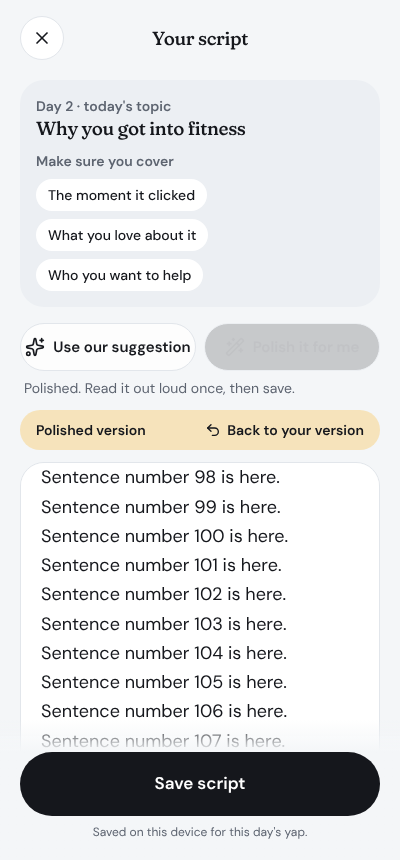 Your script
Day 2 · today's topic
Why you got into fitness
Make sure you cover
The moment it clicked
What you love about it
Who you want to help
Use our suggestion
Polish it for me
Polished. Read it out loud once, then save.
Polished version
Back to your version
Sentence number 98 is here.
Sentence number 99 is here.
Sentence number 100 is here.
Sentence number 101 is here.
Sentence number 102 is here.
Sentence number 103 is here.
Sentence number 104 is here.
Sentence number 105 is here.
Sentence number 106 is here.
Sentence number 107 is here.
Save script
Saved on this device for this day's yap.